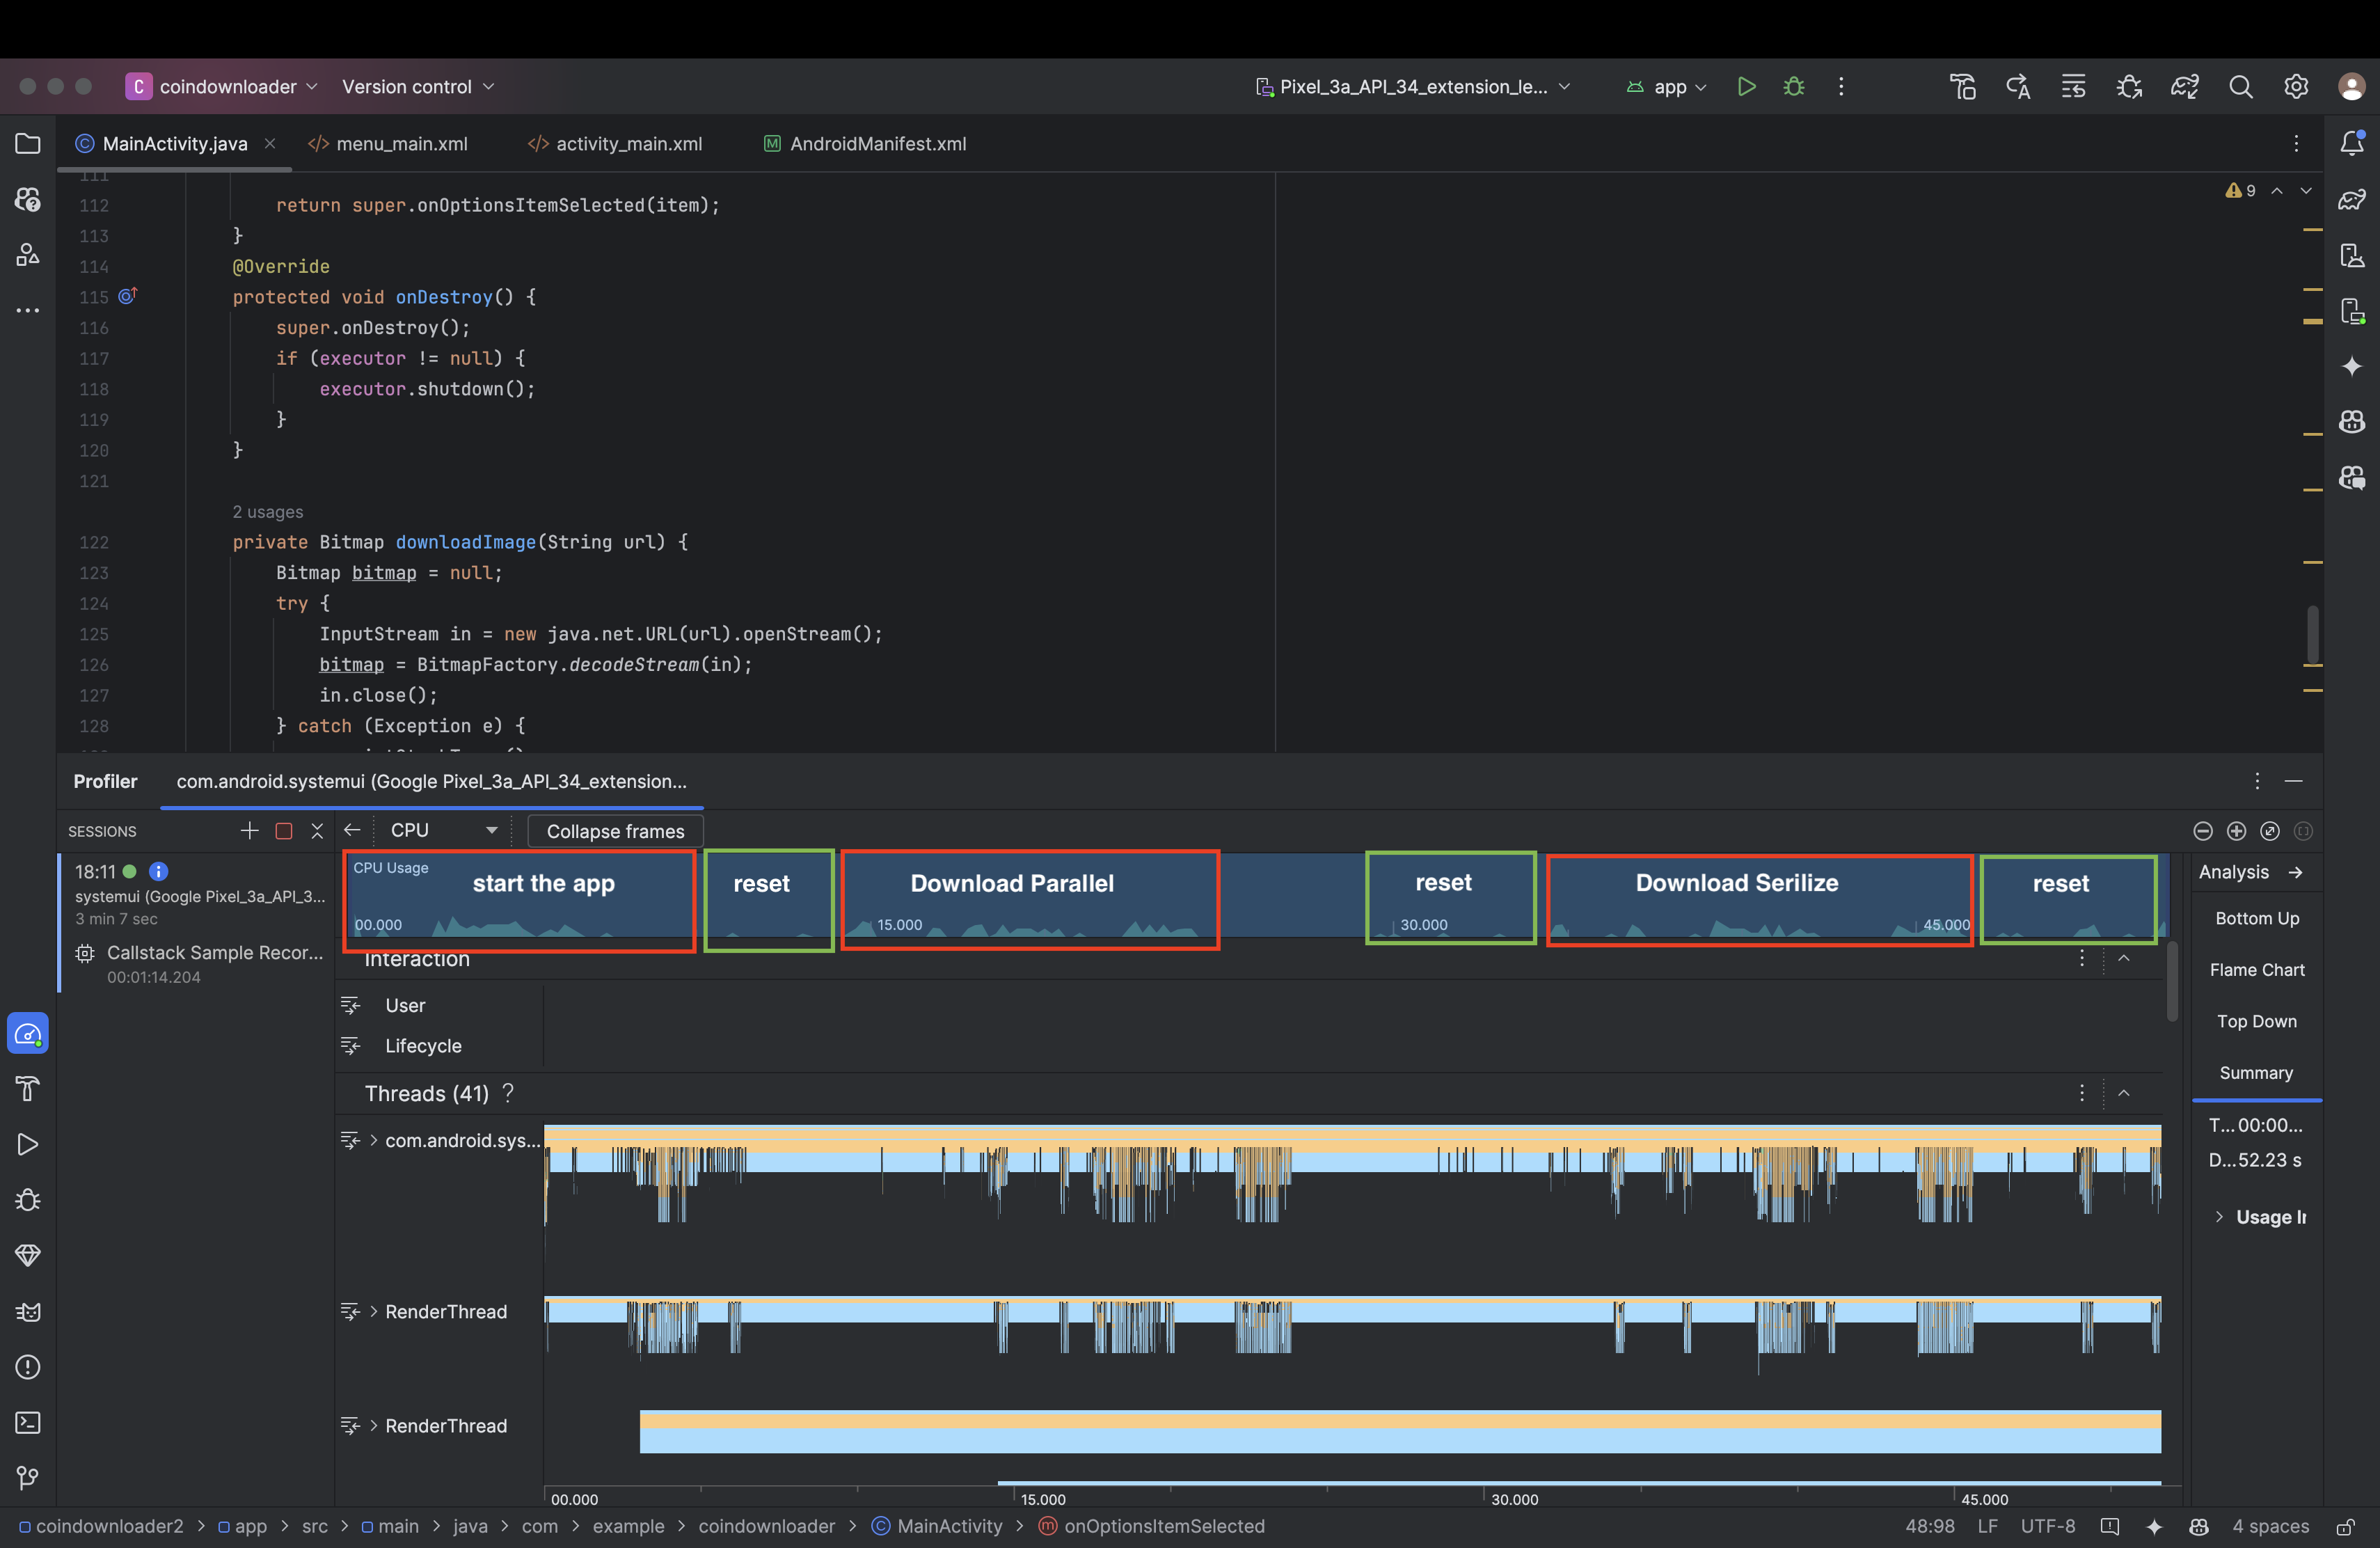 C coindownloader Version control Pixel_3a_API_34_extension_le... app
MainActivity.java menu_main.xml activity_main.xml AndroidManifest.xml
111
9
112 return super.onOptionsItemSelected(item);
113 }
114 @Override
115 protected void onDestroy() {
116 super.onDestroy();
117 if (executor != null) {
118 executor.shutdown();
119 }
120 }
121
2 usages
122 private Bitmap downloadImage(String url) {
123 Bitmap bitmap = null;
124 try {
125 InputStream in = new java.net.URL(url).openStream();
126 bitmap = BitmapFactory.decodeStream(in);
127 in.close();
128 } catch (Exception e) {
Profiler com.android.systemui (Google Pixel_3a_API_34_extension...
SESSIONS CPU Collapse frames
18:11
systemui (Google Pixel_3a_API_3...
3 min 7 sec
Callstack Sample Recor...
00:01:14.204
CPU Usage
start the app reset Download Parallel reset Download Serilize reset
00.000 15.000 30.000 45.000
Interaction
User
Lifecycle
Threads (41) ?
com.android.sys...
RenderThread
RenderThread
00.000 15.000 30.000 45.000
Analysis
Bottom Up
Flame Chart
Top Down
Summary
T...00:00...
D...52.23 s
Usage Ir
coindownloader2 > app > src > main > java > com > example > coindownloader > MainActivity > onOptionsItemSelected 48:98 LF UTF-8 4 spaces